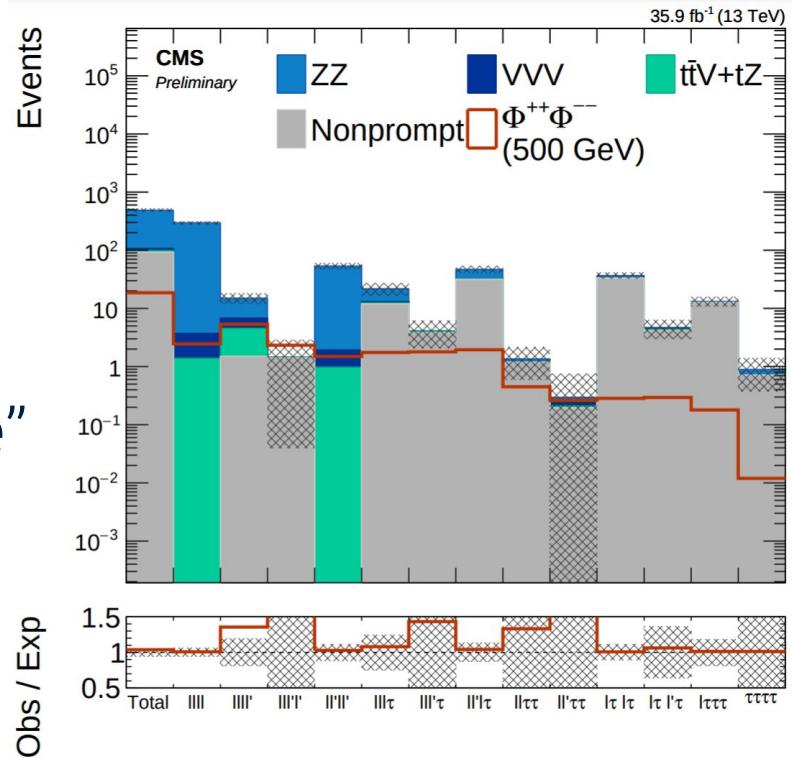 35.9 fb⁻¹ (13 TeV)
Events
CMS
Preliminary
ZZ
VVV
tt̄V+tZ
Nonprompt
Φ⁺⁺Φ⁻⁻
(500 GeV)
10⁵
10⁴
10³
10²
10
1
10⁻¹
10⁻²
10⁻³
e”
Obs / Exp
1.5
1
0.5
Total llll llll' lll'l' ll'll' lllτ lll'τ ll'lτ llττ ll'ττ lτ lτ lτ l'τ lτττ ττττ